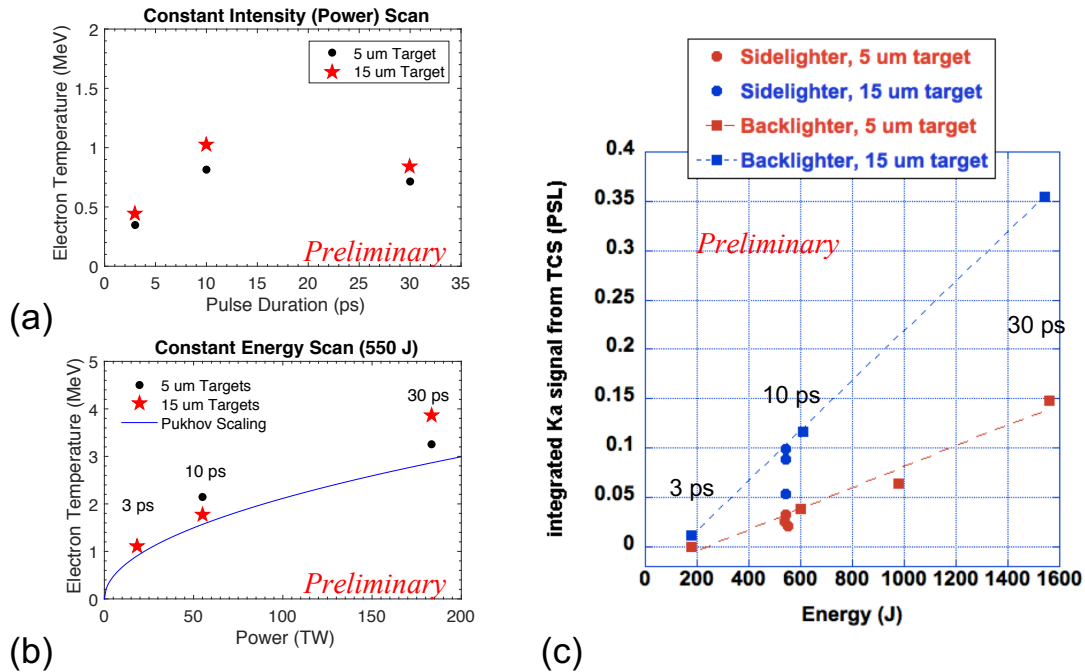 Constant Intensity (Power) Scan
Electron Temperature (MeV)
2
1.5
1
0.5
0
5 um Target
15 um Target
Preliminary
0 5 10 15 20 25 30 35
Pulse Duration (ps)
(a)
Constant Energy Scan (550 J)
Electron Temperature (MeV)
5
4
3
2
1
0
5 um Targets
15 um Targets
Pukhov Scaling
3 ps
10 ps
30 ps
Preliminary
0 50 100 150 200
Power (TW)
(b)
Sidelighter, 5 um target
Sidelighter, 15 um target
Backlighter, 5 um target
Backlighter, 15 um target
integrated Ka signal from TCS (PSL)
0.4
0.35
0.3
0.25
0.2
0.15
0.1
0.05
0
Preliminary
3 ps
10 ps
30 ps
0 200 400 600 800 1000 1200 1400 1600
Energy (J)
(c)